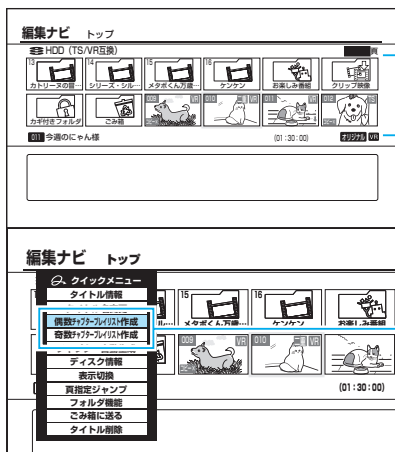 編集ナビ トップ
HDD (TS/VR互換)
頁
13 14 15 16
カトリーヌの冒… シリーズ・シル… メタボくん万歳… ケンケン お楽しみ番組 クリップ映像
009 VR 010 VR 011 VR 012 TS
カギ付きフォルダ ごみ箱
011 今週のにゃん様 (01:30:00) オリジナル VR
編集ナビ トップ
クイックメニュー
タイトル情報
15 16
偶数チャプタープレイリスト作成
メタボくん万歳… ケンケン お楽しみ番組
奇数チャプタープレイリスト作成
009 VR 010 VR
ディスク情報
表示切換
頁指定ジャンプ
(01:30:00)
フォルダ機能
ごみ箱に送る
タイトル削除